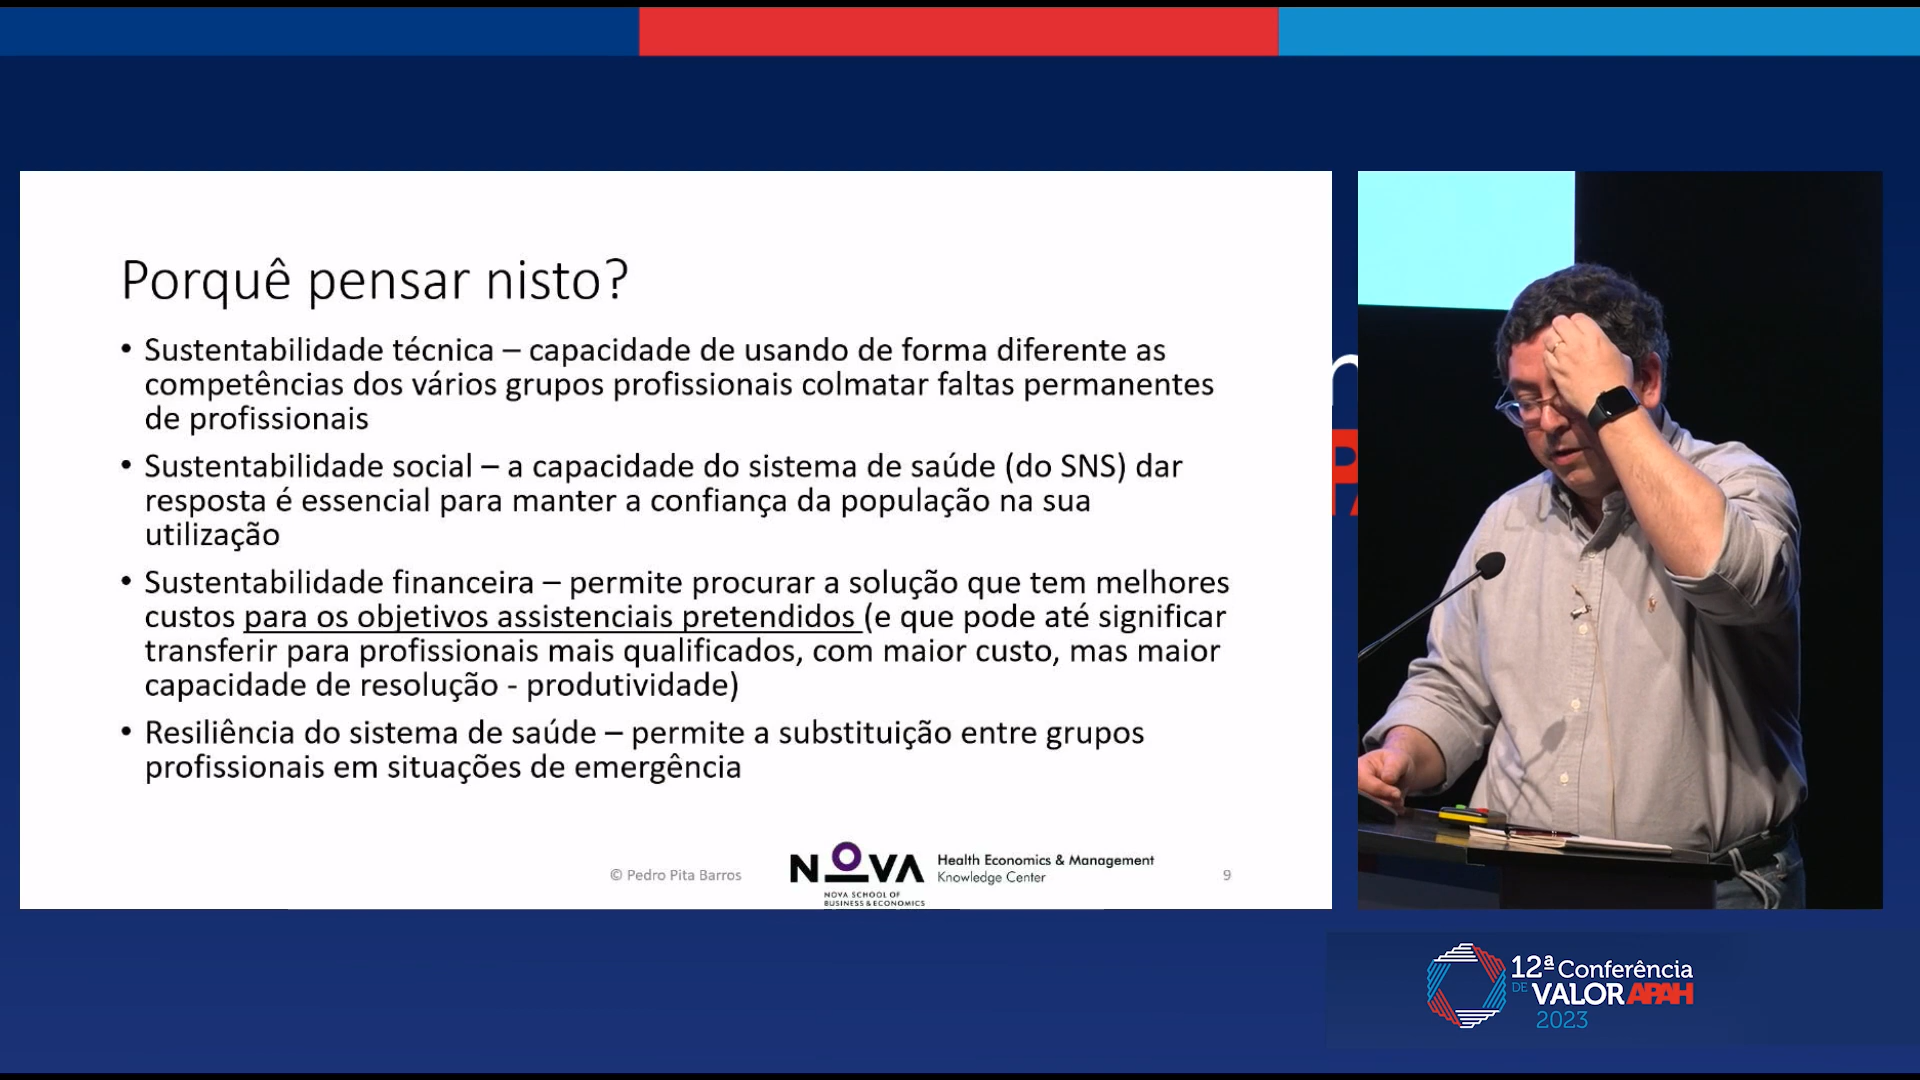 Porquê pensar nisto?
• Sustentabilidade técnica – capacidade de usando de forma diferente as
competências dos vários grupos profissionais colmatar faltas permanentes
de profissionais
• Sustentabilidade social – a capacidade do sistema de saúde (do SNS) dar
resposta é essencial para manter a confiança da população na sua
utilização
• Sustentabilidade financeira – permite procurar a solução que tem melhores
custos para os objetivos assistenciais pretendidos (e que pode até significar
transferir para profissionais mais qualificados, com maior custo, mas maior
capacidade de resolução - produtividade)
• Resiliência do sistema de saúde – permite a substituição entre grupos
profissionais em situações de emergência
© Pedro Pita Barros
NOVA
NOVA SCHOOL OF
BUSINESS & ECONOMICS
Health Economics & Management
Knowledge Center
9
12ª Conferência
DE VALOR APAH
2023